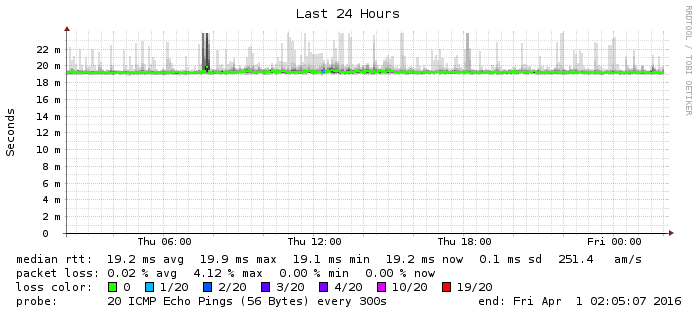 Last 24 Hours
RRDTOOL / TOBI OETIKER
Seconds
22 m
20 m
18 m
16 m
14 m
12 m
10 m
8 m
6 m
4 m
2 m
0
Thu 06:00 Thu 12:00 Thu 18:00 Fri 00:00
median rtt: 19.2 ms avg 19.9 ms max 19.1 ms min 19.2 ms now 0.1 ms sd 251.4 am/s
packet loss: 0.02 % avg 4.12 % max 0.00 % min 0.00 % now
loss color: 0 1/20 2/20 3/20 4/20 10/20 19/20
probe: 20 ICMP Echo Pings (56 Bytes) every 300s end: Fri Apr 1 02:05:07 2016